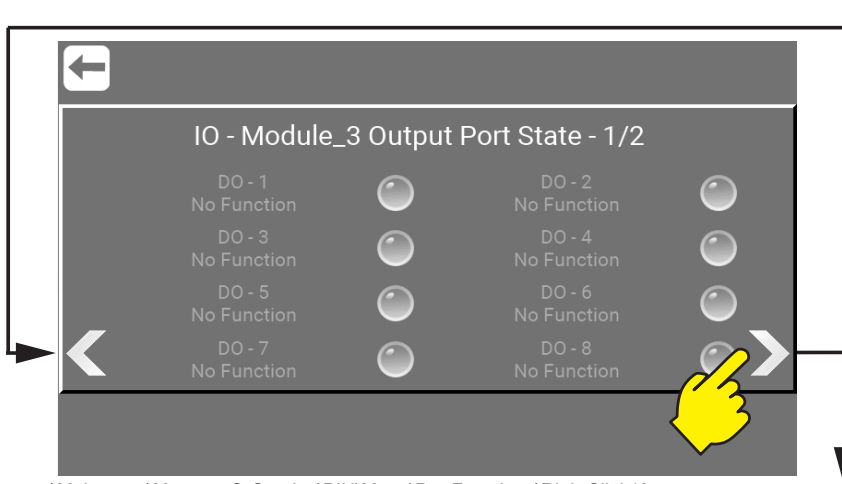 IO - Module_3 Output Port State - 1/2
DO - 1
No Function
DO - 2
No Function
DO - 3
No Function
DO - 4
No Function
DO - 5
No Function
DO - 6
No Function
DO - 7
No Function
DO - 8
No Function